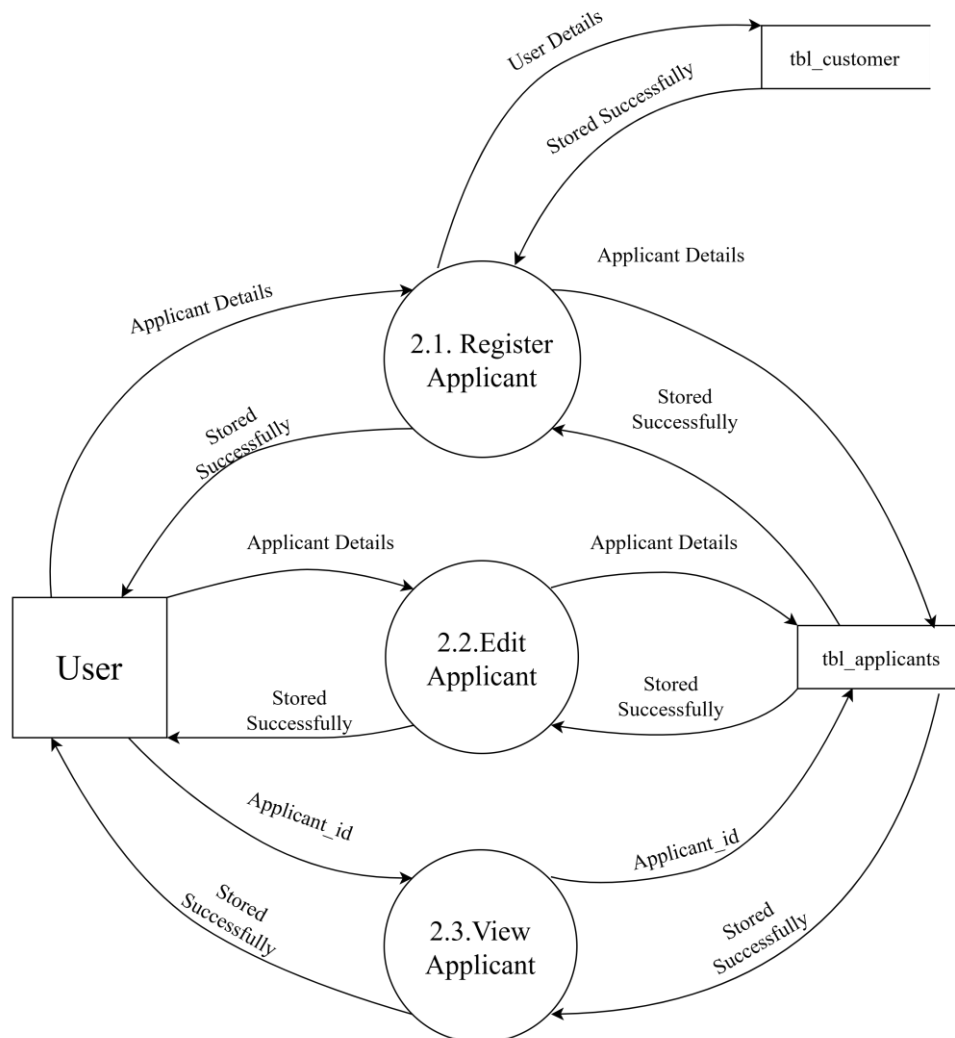 User Details
tbl_customer
Stored Successfully
Applicant Details
Applicant Details
2.1. Register
Applicant
Stored
Successfully
Stored
Successfully
Applicant Details
Applicant Details
User
2.2.Edit
Applicant
tbl_applicants
Stored
Successfully
Stored
Successfully
Applicant_id
Applicant_id
Stored
Successfully
2.3.View
Applicant
Stored
Successfully